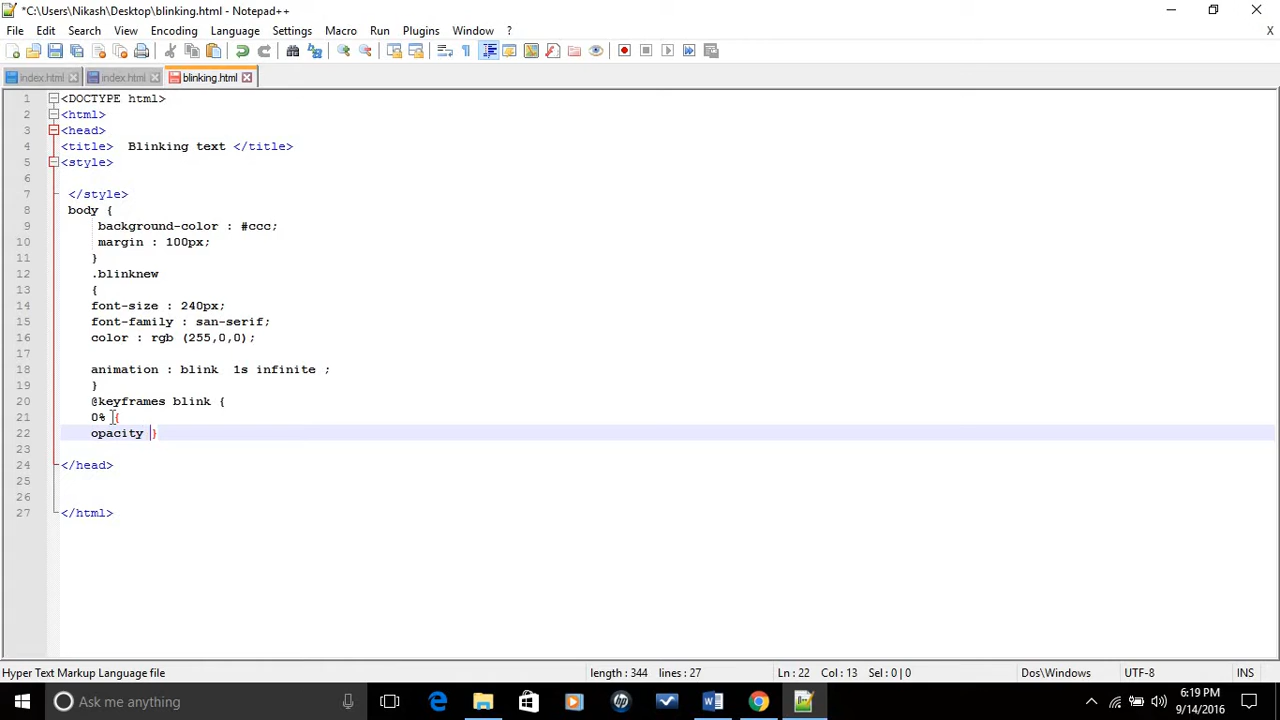 *C:\Users\Nikash\Desktop\blinking.html - Notepad++
File Edit Search View Encoding Language Settings Macro Run Plugins Window ? X
index.html index.html blinking.html
1 <DOCTYPE html>
2 <html>
3 <head>
4 <title>  Blinking text </title>
5 <style>
6
7 </style>
8 body {
9 background-color : #ccc;
10 margin : 100px;
11 }
12 .blinknew
13 {
14 font-size : 240px;
15 font-family : san-serif;
16 color : rgb (255,0,0);
17
18 animation : blink  1s infinite ;
19 }
20 @keyframes blink {
21 0% {
22 opacity }
23
24 </head>
25
26
27 </html>
Hyper Text Markup Language file length : 344 lines : 27 Ln : 22 Col : 13 Sel : 0 | 0 Dos\Windows UTF-8 INS
Ask me anything
6:19 PM
9/14/2016